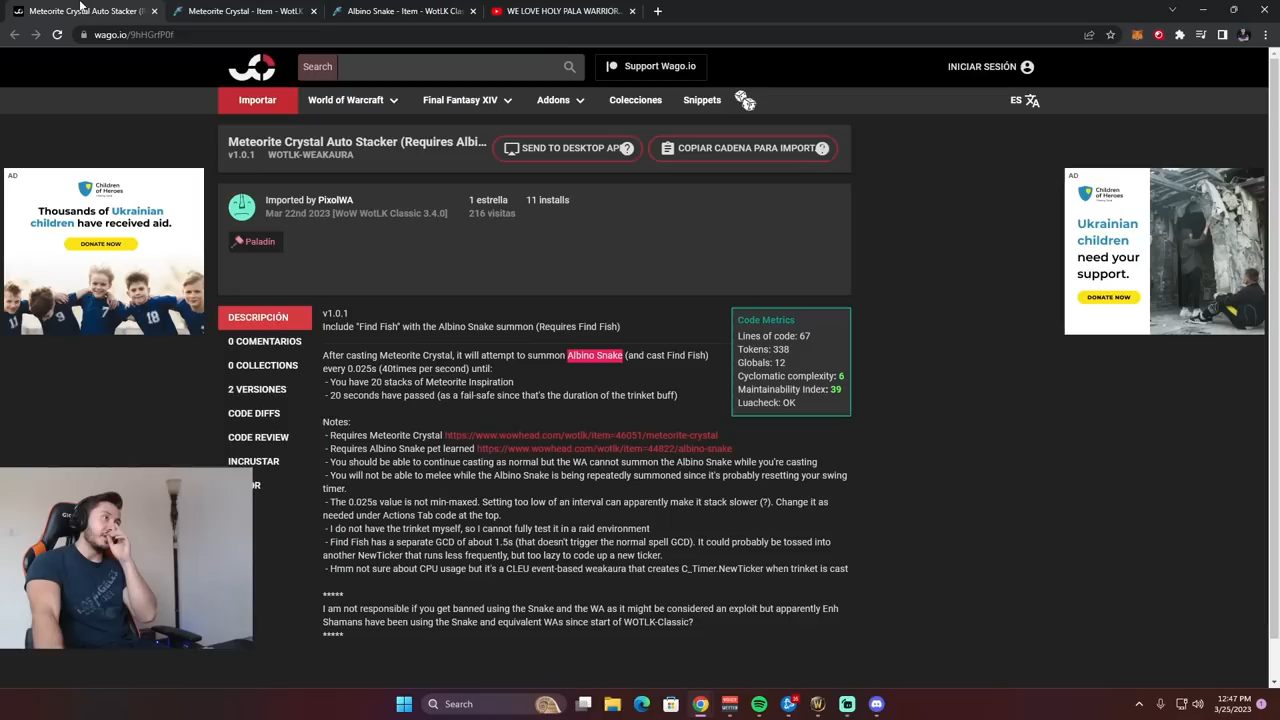 Meteorite Crystal Auto Stacker (R
Meteorite Crystal - Item - WotLK C
Albino Snake - Item - WotLK Clas
WE LOVE HOLY PALA WARRIOR...
wago.io/9hHGrfP0f
Search
Support Wago.io
INICIAR SESIÓN
Importar
World of Warcraft
Final Fantasy XIV
Addons
Colecciones
Snippets
ES
Meteorite Crystal Auto Stacker (Requires Albi...
v1.0.1 WOTLK-WEAKAURA
SEND TO DESKTOP AP
COPIAR CADENA PARA IMPORT
AD
Children of Heroes
Thousands of Ukrainian
children have received aid.
DONATE NOW
Imported by PixolWA
Mar 22nd 2023 [WoW WotLK Classic 3.4.0]
1 estrella
11 installs
216 visitas
Paladin
AD
Children of Heroes
Ukrainian
children
need your
support.
DONATE NOW
DESCRIPCIÓN
0 COMENTARIOS
0 COLLECTIONS
2 VERSIONES
CODE DIFFS
CODE REVIEW
INCRUSTAR
OR
v1.0.1
Include "Find Fish" with the Albino Snake summon (Requires Find Fish)
After casting Meteorite Crystal, it will attempt to summon Albino Snake (and cast Find Fish)
every 0.025s (40times per second) until:
- You have 20 stacks of Meteorite Inspiration
- 20 seconds have passed (as a fail-safe since that's the duration of the trinket buff)
Notes:
- Requires Meteorite Crystal https://www.wowhead.com/wotlk/item=46051/meteorite-crystal
- Requires Albino Snake pet learned https://www.wowhead.com/wotlk/item=44822/albino-snake
- You should be able to continue casting as normal but the WA cannot summon the Albino Snake while you're casting
- You will not be able to melee while the Albino Snake is being repeatedly summoned since it's probably resetting your swing
timer.
- The 0.025s value is not min-maxed. Setting too low of an interval can apparently make it stack slower (?). Change it as
needed under Actions Tab code at the top.
- I do not have the trinket myself, so I cannot fully test it in a raid environment
- Find Fish has a separate GCD of about 1.5s (that doesn't trigger the normal spell GCD). It could probably be tossed into
another NewTicker that runs less frequently, but too lazy to code up a new ticker.
- Hmm not sure about CPU usage but it's a CLEU event-based weakaura that creates C_Timer.NewTicker when trinket is cast
*****
I am not responsible if you get banned using the Snake and the WA as it might be considered an exploit but apparently Enh
Shamans have been using the Snake and equivalent WAs since start of WOTLK-Classic?
*****
Code Metrics
Lines of code: 67
Tokens: 338
Globals: 12
Cyclomatic complexity: 6
Maintainability Index: 39
Luacheck: OK
Search
12:47 PM
3/25/2023